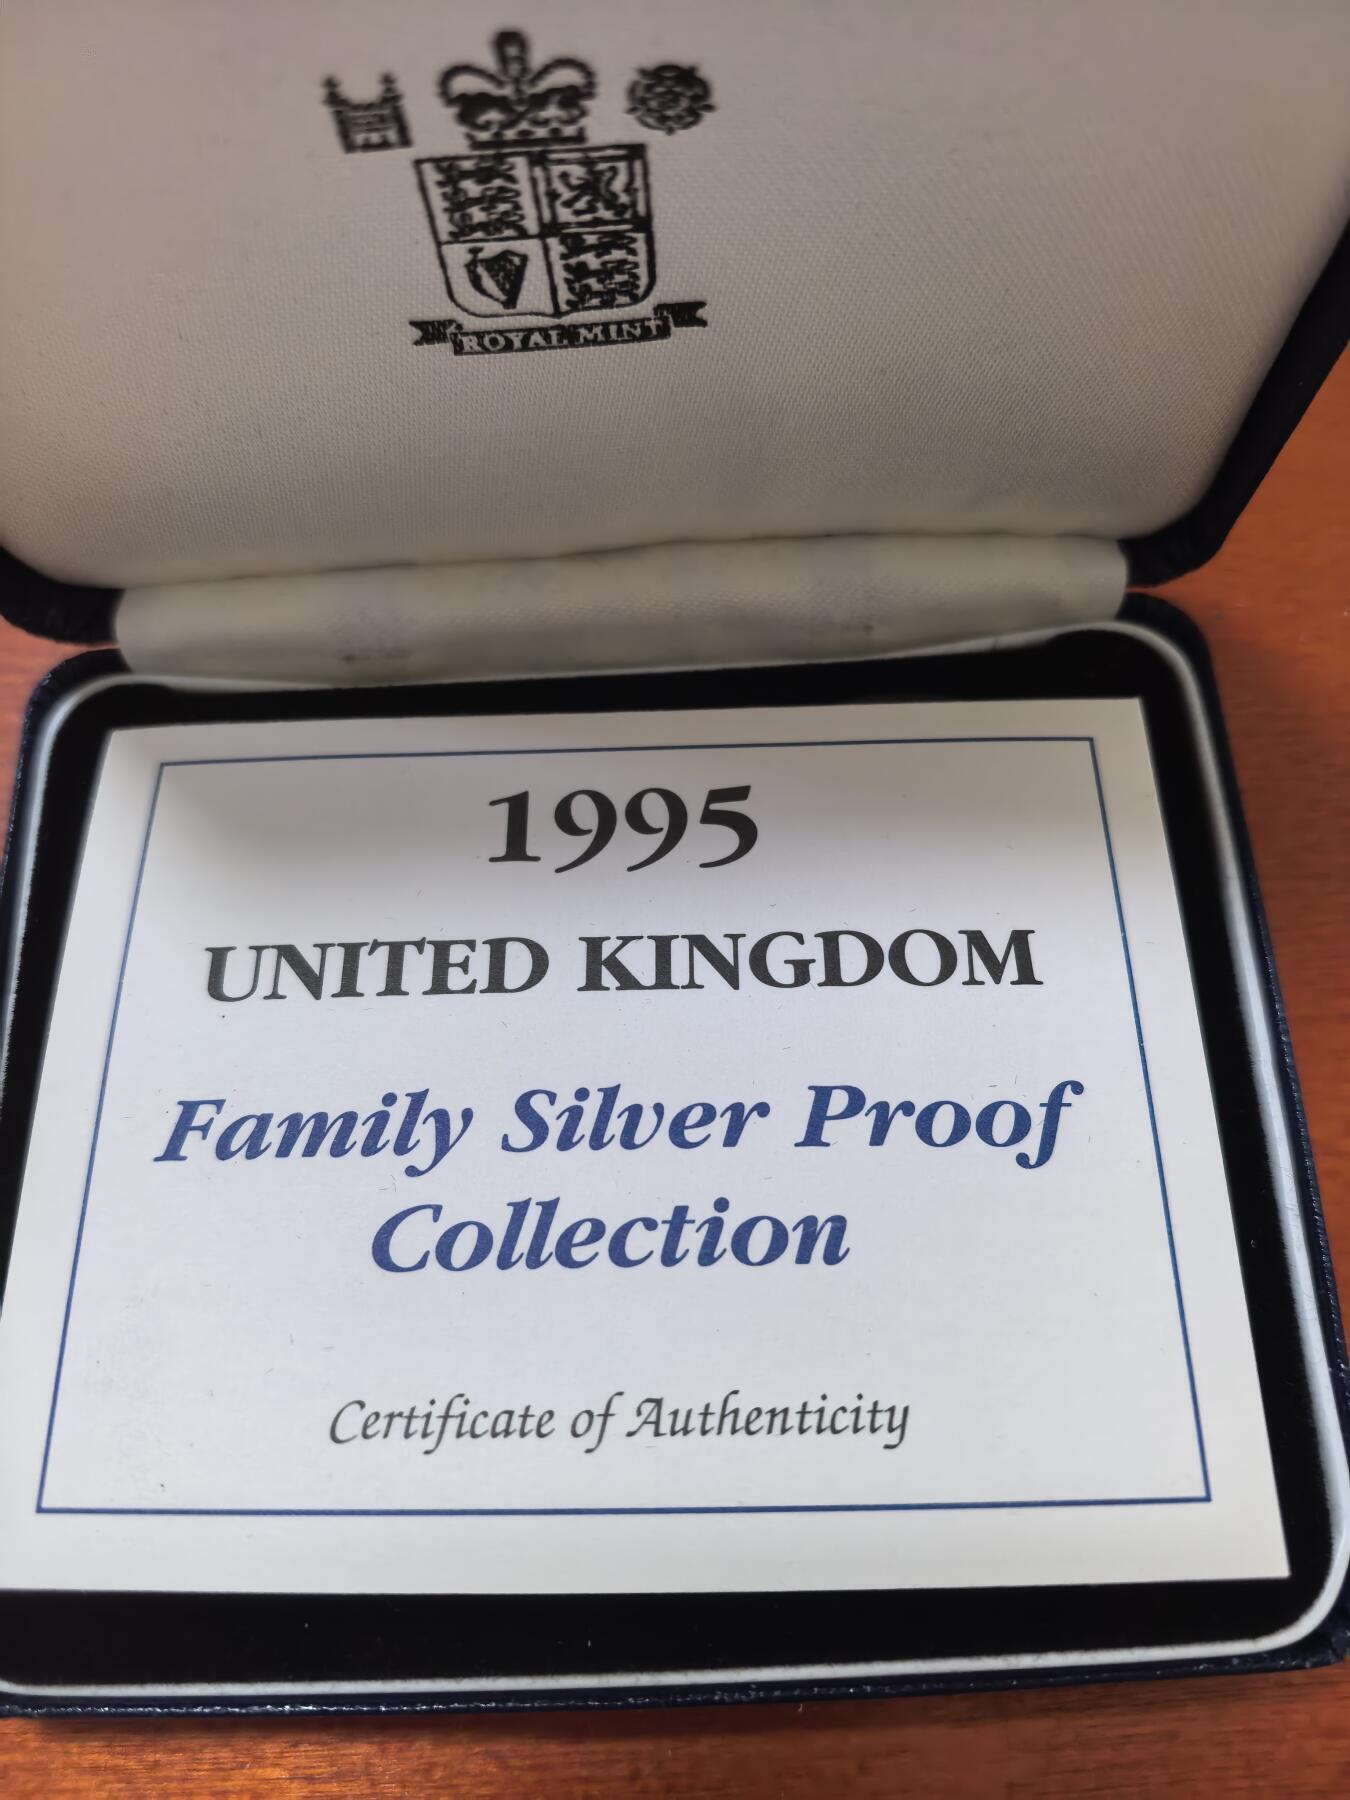 ROYAL MINT
1995
UNITED KINGDOM
Family Silver Proof
Collection
Certificate of Authenticity